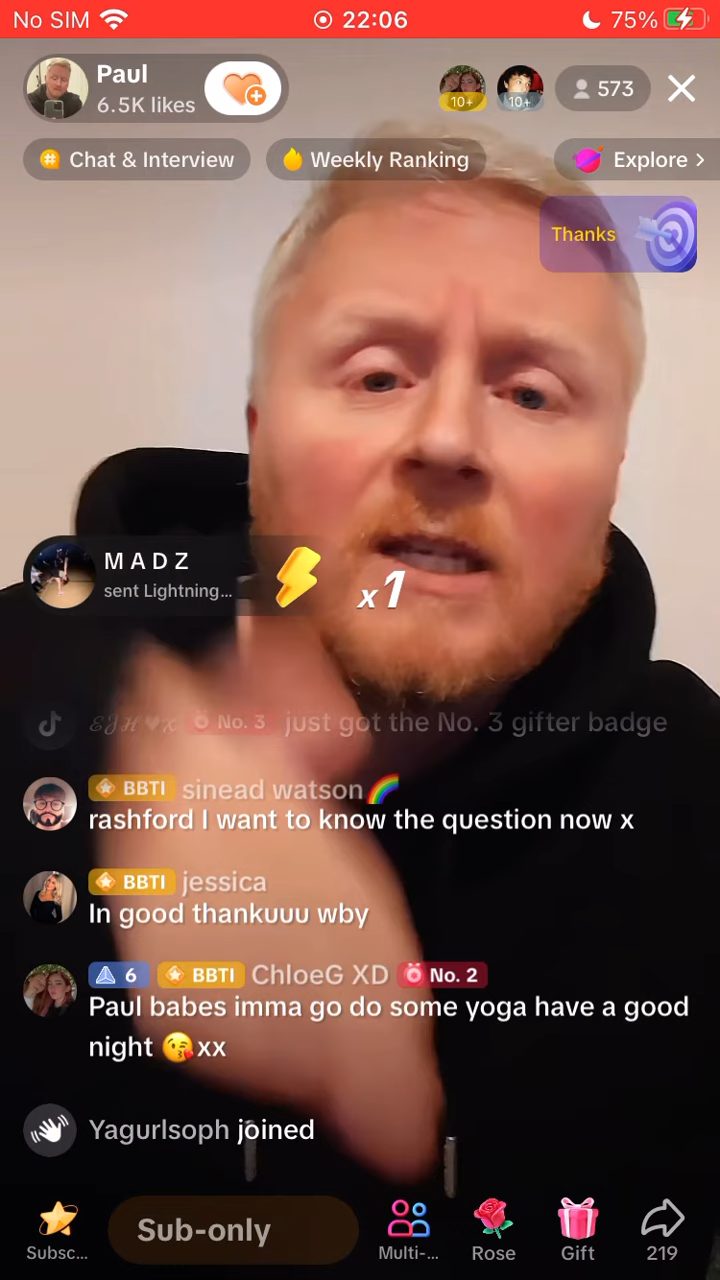 No SIM 22:06 75%
Paul
6.5K likes
10+ 10+ 573
Chat & Interview Weekly Ranking Explore >
Thanks
M A D Z
sent Lightning... x1
ℰJH♥x No. 3 just got the No. 3 gifter badge
BBTI sinead watson🌈
rashford I want to know the question now x
BBTI jessica
In good thankuuu wby
6 BBTI ChloeG XD No. 2
Paul babes imma go do some yoga have a good
night 😘xx
Yagurlsoph joined
Sub-only
Subsc... Multi-... Rose Gift 219